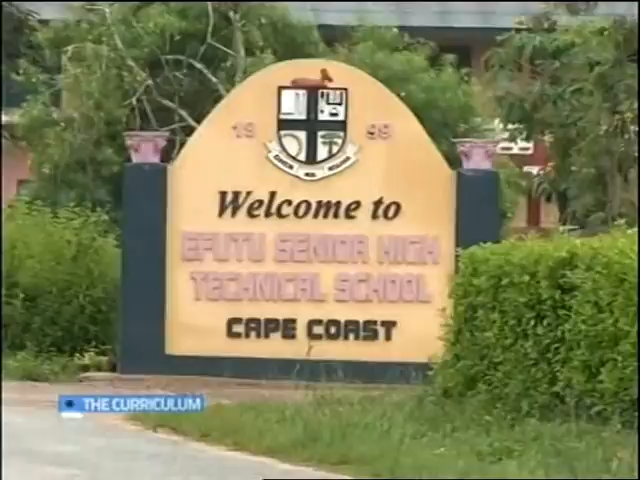 19 98
Welcome to
EFUTU SENIOR HIGH
TECHNICAL SCHOOL
CAPE COAST
THE CURRICULUM